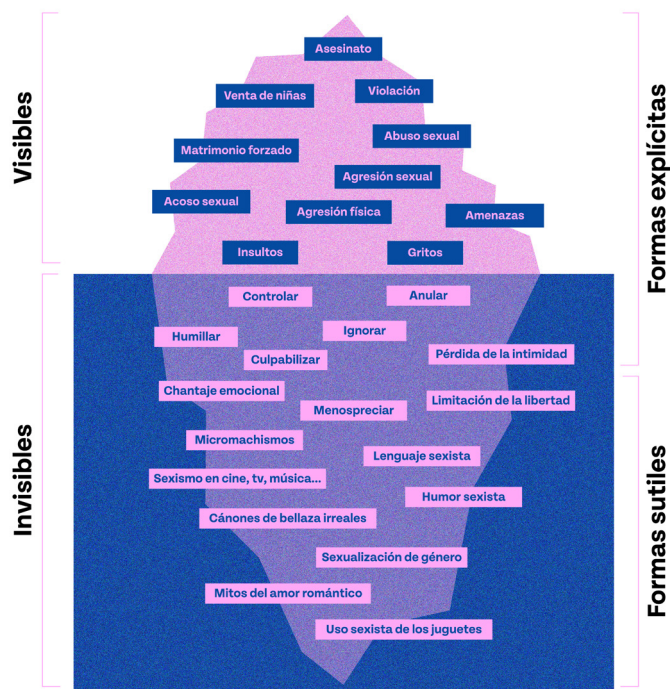 Visibles
Formas explícitas
Asesinato
Venta de niñas
Violación
Abuso sexual
Matrimonio forzado
Agresión sexual
Acoso sexual
Agresión física
Amenazas
Insultos
Gritos
Invisibles
Formas sutiles
Controlar
Anular
Humillar
Ignorar
Culpabilizar
Pérdida de la intimidad
Chantaje emocional
Limitación de la libertad
Menospreciar
Micromachismos
Lenguaje sexista
Sexismo en cine, tv, música...
Humor sexista
Cánones de bellaza irreales
Sexualización de género
Mitos del amor romántico
Uso sexista de los juguetes